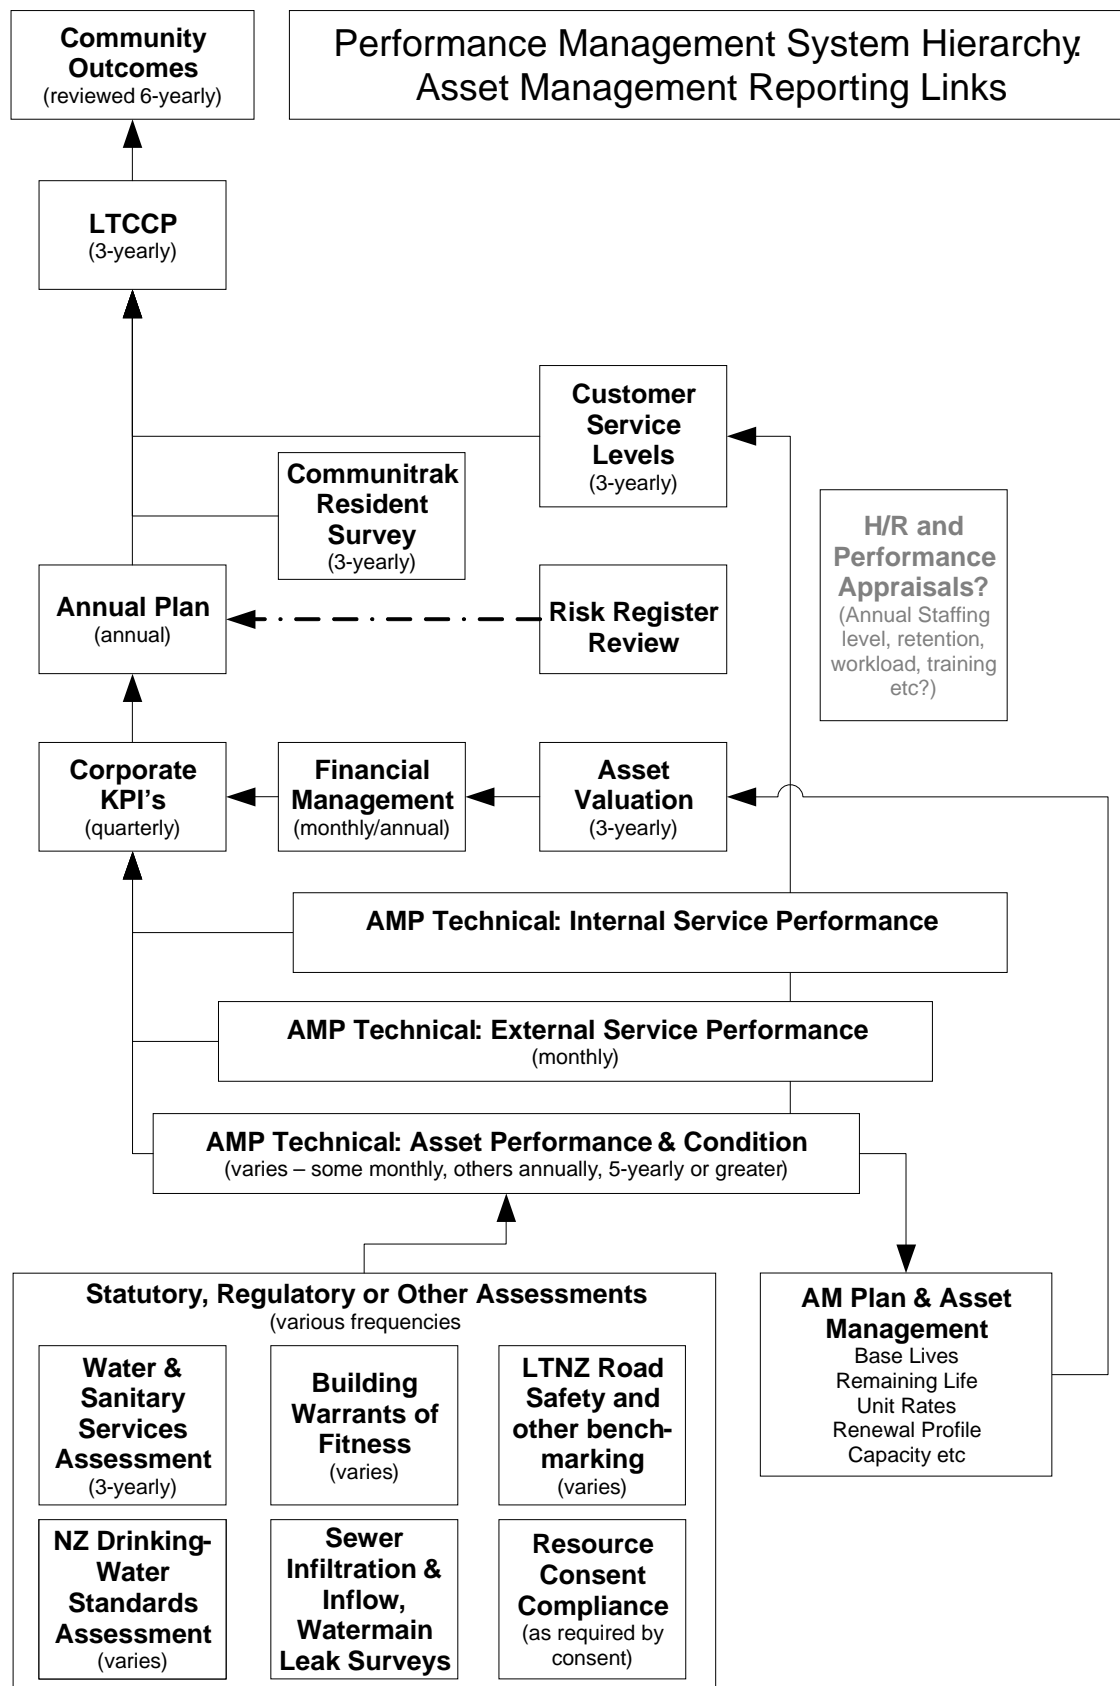 Community
Outcomes
(reviewed 6-yearly)
Performance Management System Hierarchy:
Asset Management Reporting Links
LTCCP
(3-yearly)
Customer
Service
Levels
(3-yearly)
Communitrak
Resident
Survey
(3-yearly)
H/R and
Performance
Appraisals?
(Annual Staffing
level, retention,
workload, training
etc?)
Annual Plan
(annual)
Risk Register
Review
Corporate
KPI's
(quarterly)
Financial
Management
(monthly/annual)
Asset
Valuation
(3-yearly)
AMP Technical: Internal Service Performance
AMP Technical: External Service Performance
(monthly)
AMP Technical: Asset Performance & Condition
(varies – some monthly, others annually, 5-yearly or greater)
Statutory, Regulatory or Other Assessments
(various frequencies
Water &
Sanitary
Services
Assessment
(3-yearly)
Building
Warrants of
Fitness
(varies)
LTNZ Road
Safety and
other bench-
marking
(varies)
NZ Drinking-
Water
Standards
Assessment
(varies)
Sewer
Infiltration &
Inflow,
Watermain
Leak Surveys
Resource
Consent
Compliance
(as required by
consent)
AM Plan & Asset
Management
Base Lives
Remaining Life
Unit Rates
Renewal Profile
Capacity etc